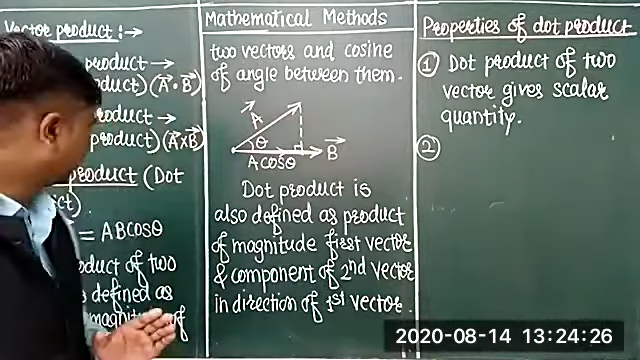 Vector product :→
product →
product) (A⃗·B⃗)
product →
product) (A⃗×B⃗)
product (Dot
= ABCosθ
product of two
defined as
magnitude of
Mathematical Methods
two vectors and cosine
of angle between them.
A
θ
ACosθ
B⃗
Dot product is
also defined as product
of magnitude first vector
& component of 2nd vector
in direction of 1st vector.
Properties of dot product
① Dot product of two
vector gives scalar
quantity.
②
2020-08-14 13:24:26